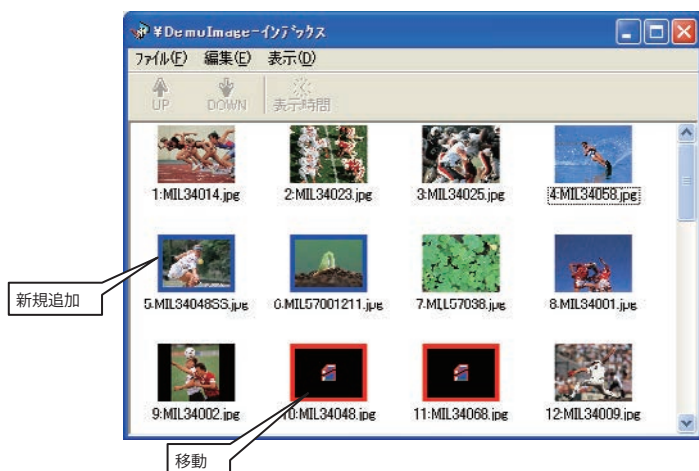 ¥DemoImage-インデックス
ファイル(F) 編集(E) 表示(D)
UP DOWN 表示時間
1:MIL34014.jpg 2:MIL34023.jpg 3:MIL34025.jpg 4:MIL34058.jpg
新規追加
5:MIL34048SS.jpg 6:MIL57001211.jpg 7:MIL57038.jpg 8:MIL34001.jpg
9:MIL34002.jpg 10:MIL34048.jpg 11:MIL34068.jpg 12:MIL34009.jpg
移動